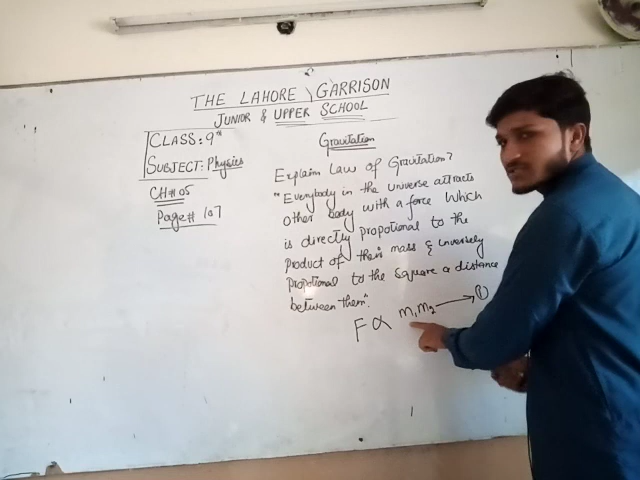 THE LAHORE GARRISON
JUNIOR & UPPER SCHOOL
CLASS: 9th
SUBJECT: Physics
CH# 05
Page# 107
Gravitation
Explain Law of Gravitation?
"Everybody in the universe attracts
other body with a force which
is directly propotional to the
product of their mass & inversely
propotional to the square a distance
between them".
F ∝ m1m2 → (1)